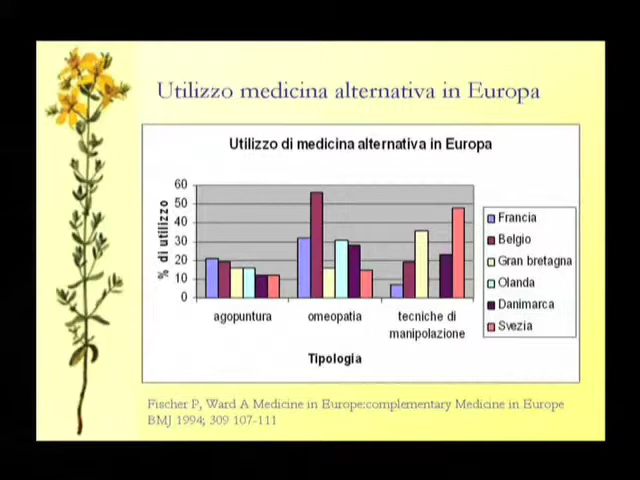 Utilizzo medicina alternativa in Europa
Utilizzo di medicina alternativa in Europa
60
50
40
30
20
10
0
% di utilizzo
agopuntura
omeopatia
tecniche di
manipolazione
Tipologia
Francia
Belgio
Gran bretagna
Olanda
Danimarca
Svezia
Fischer P, Ward A Medicine in Europe:complementary Medicine in Europe
BMJ 1994; 309 107-111